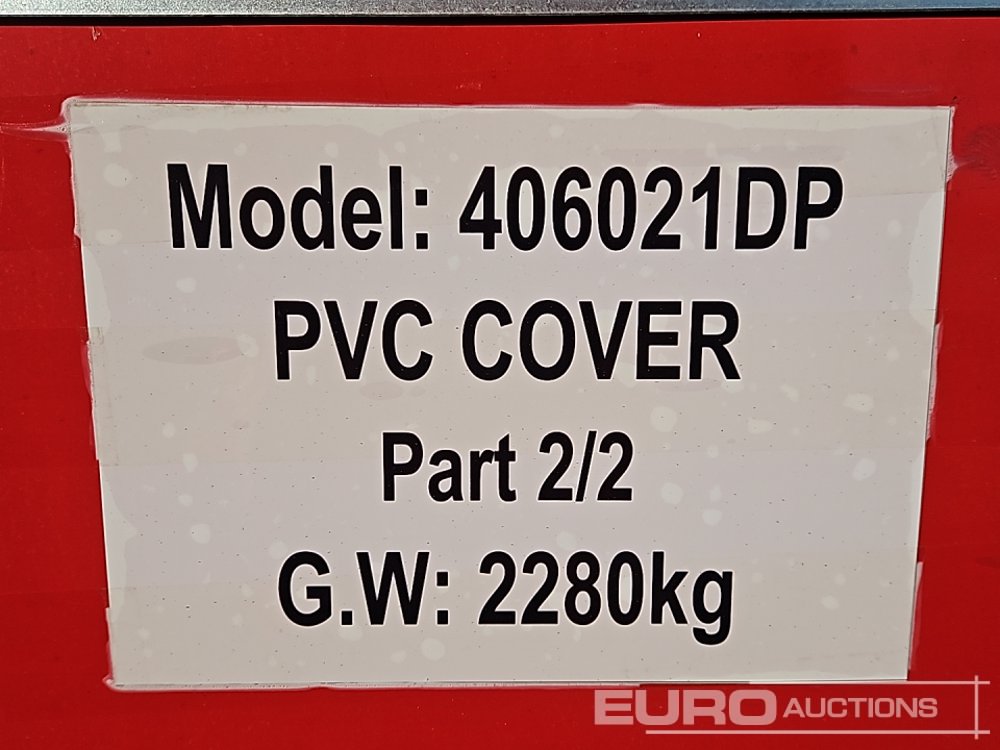 Model: 406021DP
PVC COVER
Part 2/2
G.W: 2280kg
EURO AUCTIONS